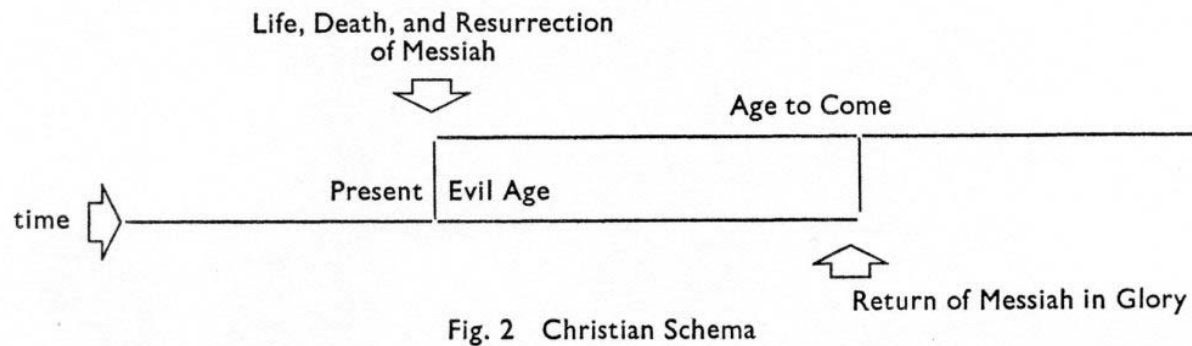 Life, Death, and Resurrection
of Messiah
Age to Come
Present Evil Age
time
Return of Messiah in Glory
Fig. 2 Christian Schema